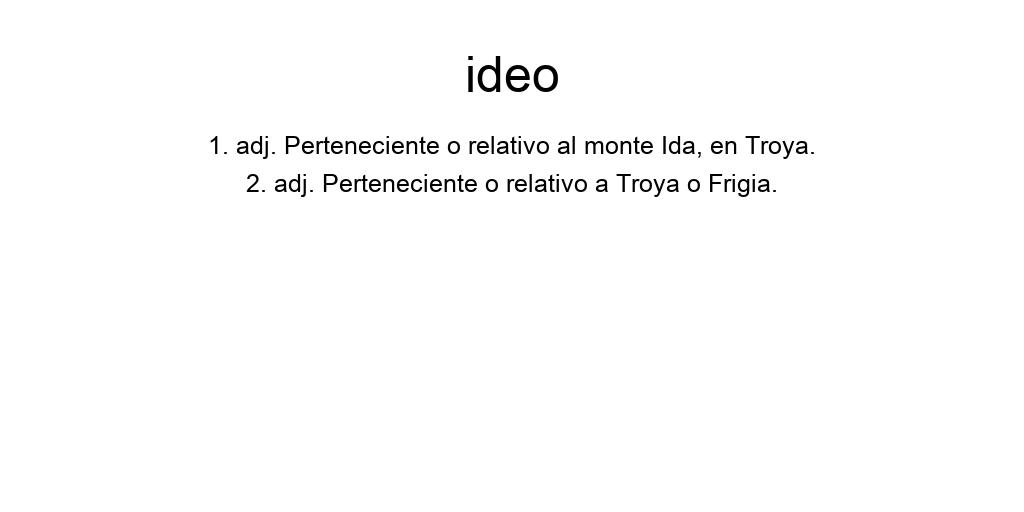 ideo
1. adj. Perteneciente o relativo al monte Ida, en Troya.
2. adj. Perteneciente o relativo a Troya o Frigia.